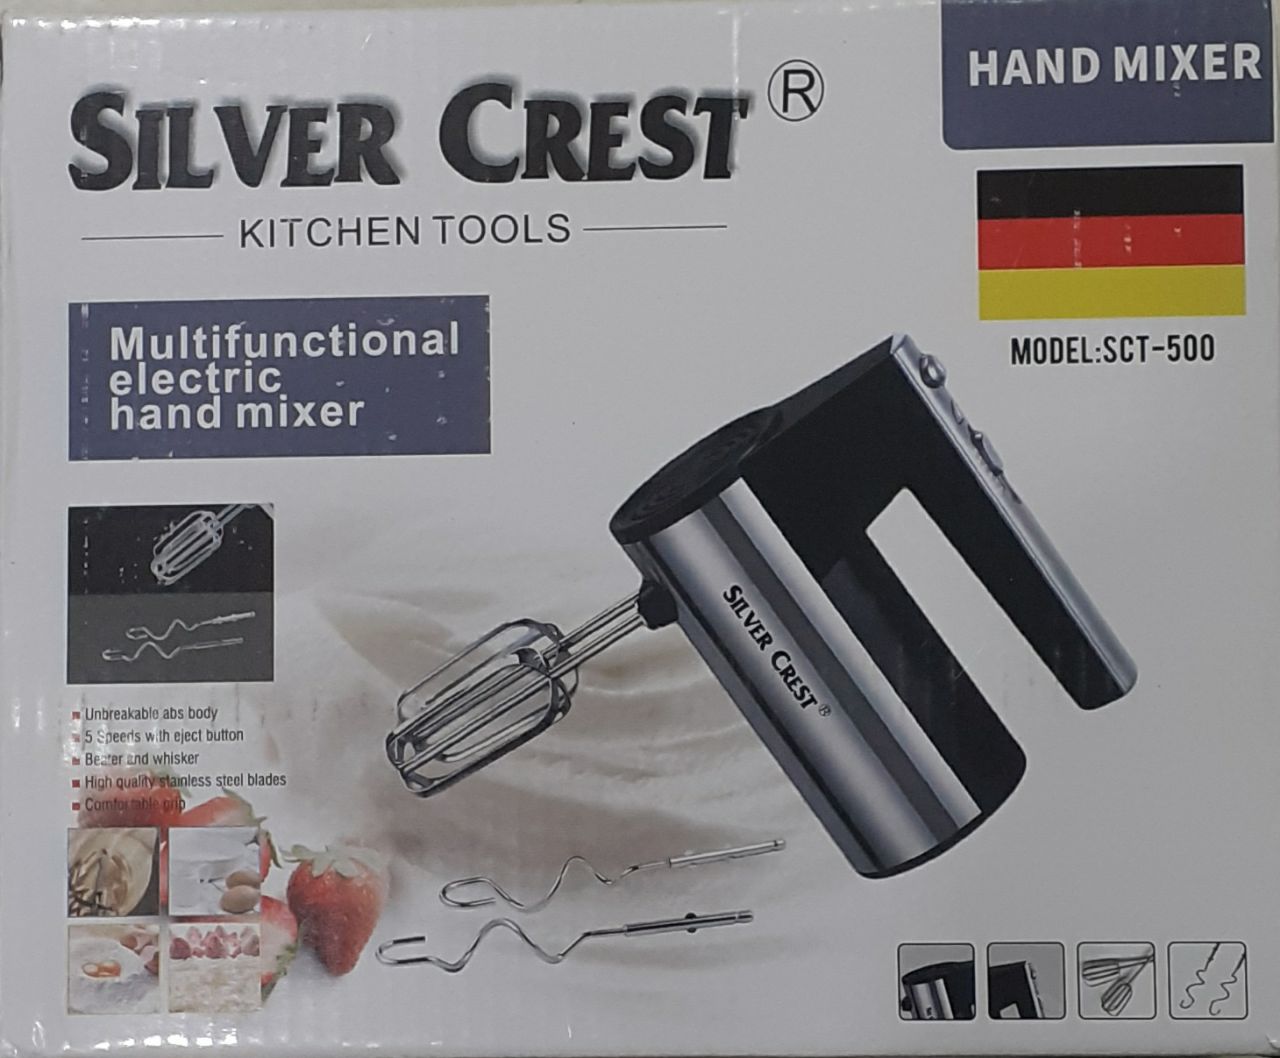 HAND MIXER
SILVER CREST ®
KITCHEN TOOLS
MODEL:SCT-500
Multifunctional
electric
hand mixer
SILVER CREST ®
Unbreakable abs body
5 Speeds with eject button
Beater and whisker
High quality stainless steel blades
Comfortable grip